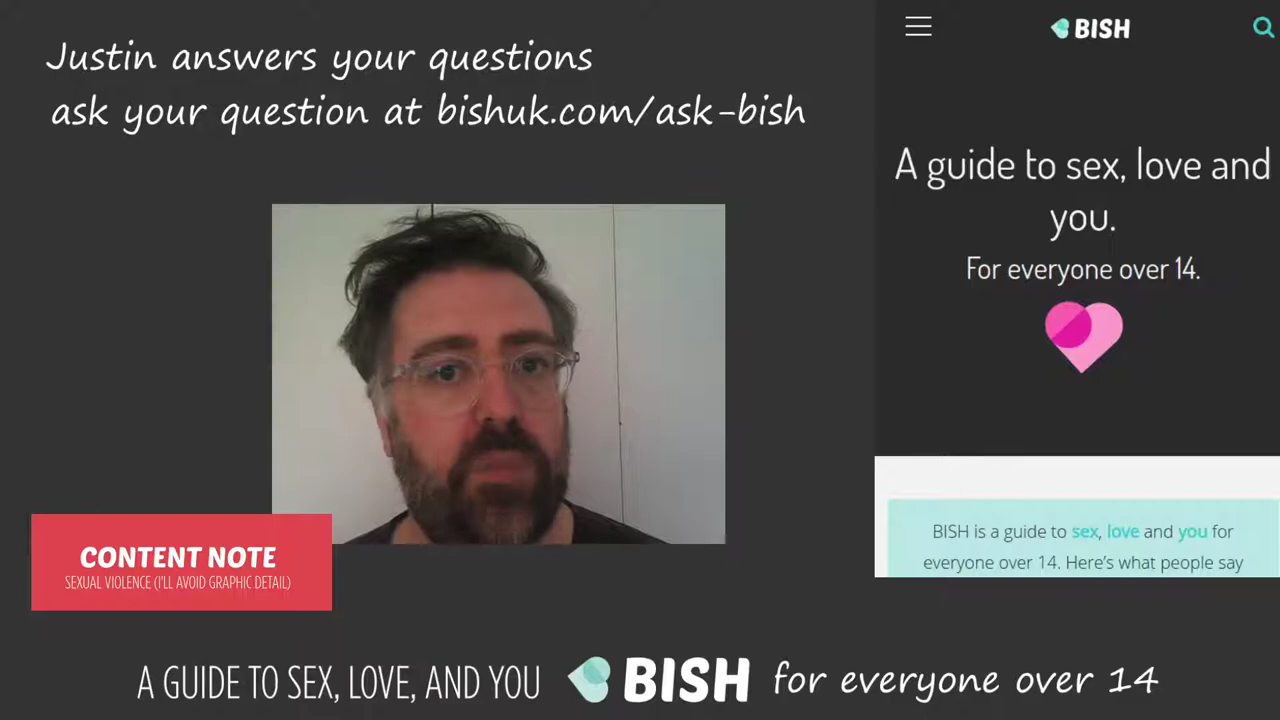 Justin answers your questions
ask your question at bishuk.com/ask-bish
BISH
A guide to sex, love and
you.
For everyone over 14.
BISH is a guide to sex, love and you for
everyone over 14. Here's what people say
CONTENT NOTE
SEXUAL VIOLENCE (I'LL AVOID GRAPHIC DETAIL)
A GUIDE TO SEX, LOVE, AND YOU BISH for everyone over 14